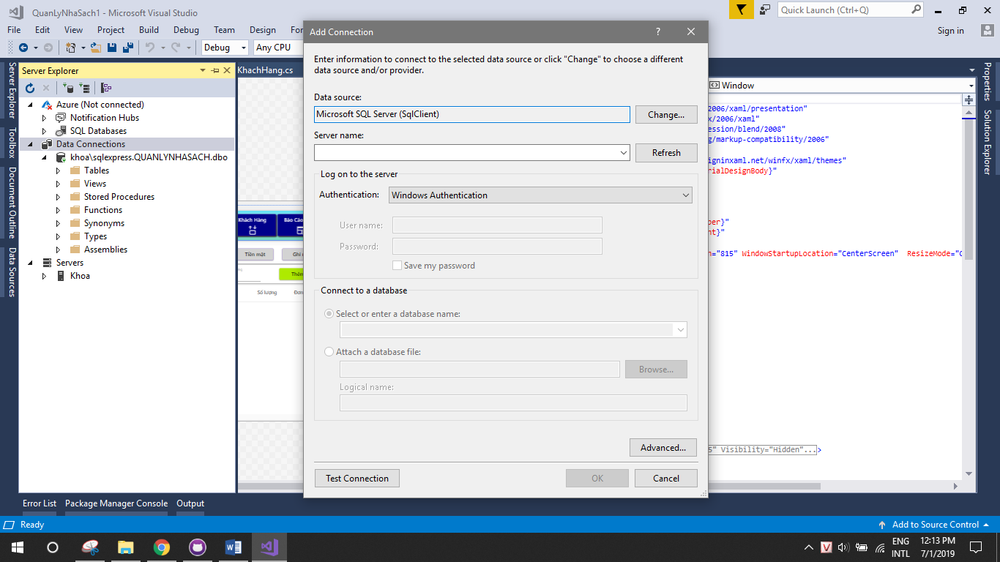 QuanLyNhaSach1 - Microsoft Visual Studio
Quick Launch (Ctrl+Q)
File Edit View Project Build Debug Team Design
Sign in
Debug Any CPU
Add Connection
?
Enter information to connect to the selected data source or click "Change" to choose a different
data source and/or provider.
Data source:
Microsoft SQL Server (SqlClient)
Change...
Server name:
Refresh
Log on to the server
Authentication:
Windows Authentication
User name:
Password:
Save my password
Connect to a database
Select or enter a database name:
Attach a database file:
Browse...
Logical name:
Advanced...
Test Connection
OK
Cancel
Server Explorer
Toolbox
Document Outline
Data Sources
Server Explorer
Azure (Not connected)
Notification Hubs
SQL Databases
Data Connections
khoa\sqlexpress.QUANLYNHASACH.dbo
Tables
Views
Stored Procedures
Functions
Synonyms
Types
Assemblies
Servers
Khoa
KhachHang.cs
Khách Hàng
Báo Cáo
Tiền mặt
Ghi
Thêm
Số lượng
Đơn
Window
2006/xaml/presentation"
x/2006/xaml"
ession/blend/2008"
g/markup-compatibility/2006"
igninxaml.net/winfx/xaml/themes"
rialDesignBody}"
per}"
nt}"
n="815" WindowStartupLocation="CenterScreen" ResizeMode="C
5" Visibility="Hidden"...>
Properties
Solution Explorer
Error List Package Manager Console Output
Ready
Add to Source Control
ENG
INTL
12:13 PM
7/1/2019